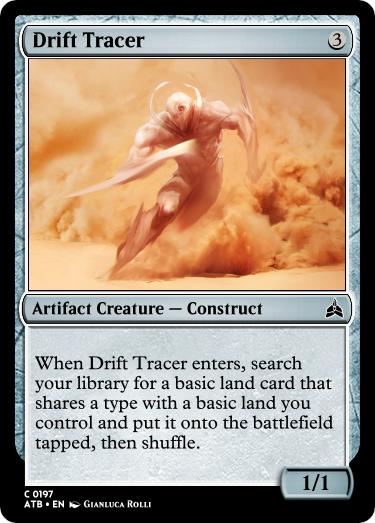 Drift Tracer 3
Artifact Creature — Construct
When Drift Tracer enters, search
your library for a basic land card that
shares a type with a basic land you
control and put it onto the battlefield
tapped, then shuffle.
1/1
C 0197
ATB • EN Gianluca Rolli